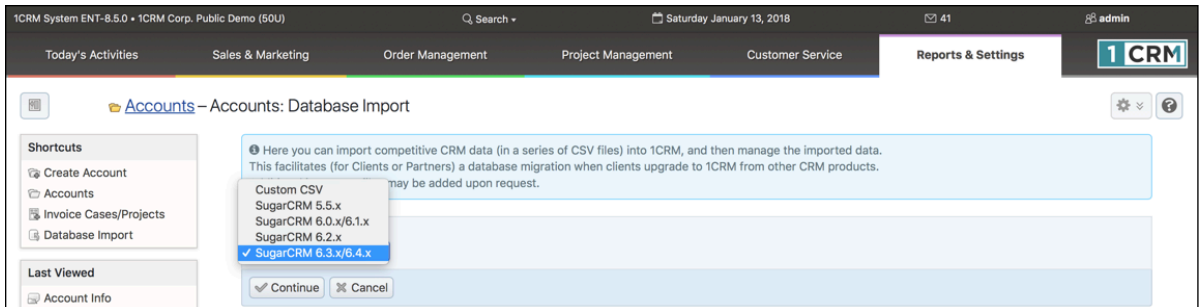 1CRM System ENT-8.5.0 • 1CRM Corp. Public Demo (50U)
Search
Saturday January 13, 2018
41
admin
Today's Activities
Sales & Marketing
Order Management
Project Management
Customer Service
Reports & Settings
1 CRM
Accounts – Accounts: Database Import
Shortcuts
Create Account
Accounts
Invoice Cases/Projects
Database Import
Last Viewed
Account Info
Here you can import competitive CRM data (in a series of CSV files) into 1CRM, and then manage the imported data.
This facilitates (for Clients or Partners) a database migration when clients upgrade to 1CRM from other CRM products.
may be added upon request.
Custom CSV
SugarCRM 5.5.x
SugarCRM 6.0.x/6.1.x
SugarCRM 6.2.x
✓ SugarCRM 6.3.x/6.4.x
Continue
Cancel